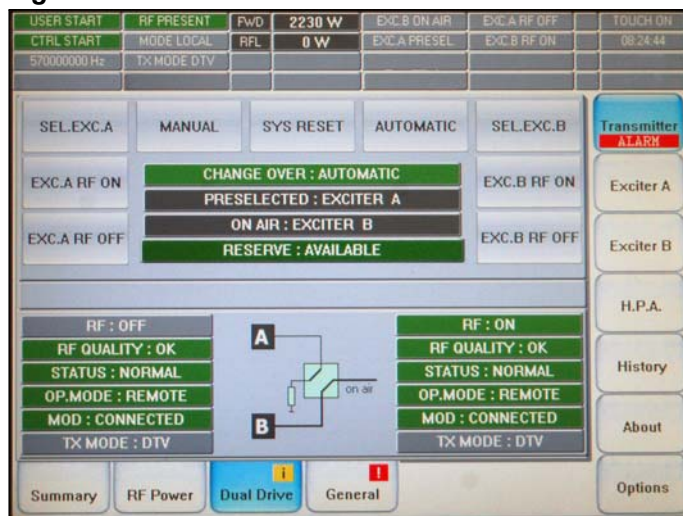 USER START RF PRESENT FWD 2230 W EXC.B ON AIR EXC.A RF OFF TOUCH ON
CTRL START MODE LOCAL RFL 0 W EXC.A PRESEL EXC.B RF ON 08:24:44
570000000 Hz TX MODE DTV
SEL.EXC.A MANUAL SYS RESET AUTOMATIC SEL.EXC.B Transmitter
ALARM
EXC.A RF ON CHANGE OVER : AUTOMATIC EXC.B RF ON Exciter A
PRESELECTED : EXCITER A
EXC.A RF OFF ON AIR : EXCITER B EXC.B RF OFF Exciter B
RESERVE : AVAILABLE
H.P.A.
RF : OFF A RF : ON
RF QUALITY : OK RF QUALITY : OK
STATUS : NORMAL STATUS : NORMAL History
OP.MODE : REMOTE on air OP.MODE : REMOTE
MOD : CONNECTED B MOD : CONNECTED About
TX MODE : DTV TX MODE : DTV
Summary RF Power Dual Drive i General ! Options